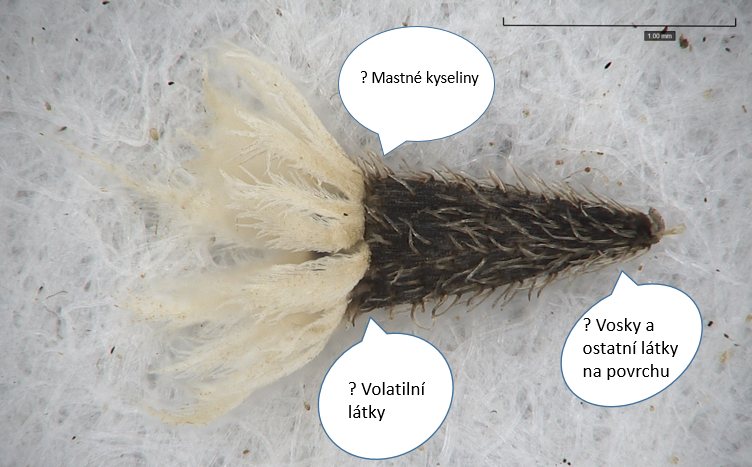 1.00 mm
? Mastné kyseliny
? Vosky a
ostatní látky
na povrchu
? Volatilní
látky